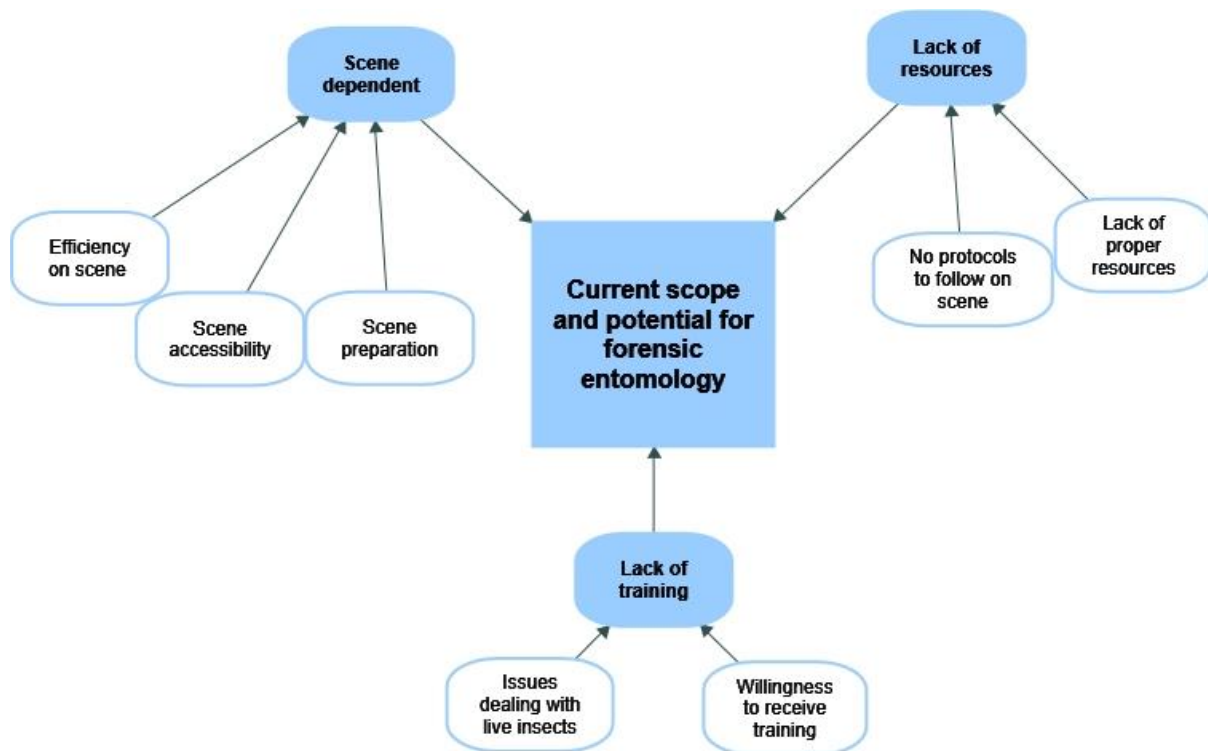 Scene
dependent
Lack of
resources
Efficiency
on scene
Scene
accessibility
Scene
preparation
No protocols
to follow on
scene
Lack of
proper
resources
Current scope
and potential for
forensic
entomology
Lack of
training
Issues
dealing with
live insects
Willingness
to receive
training